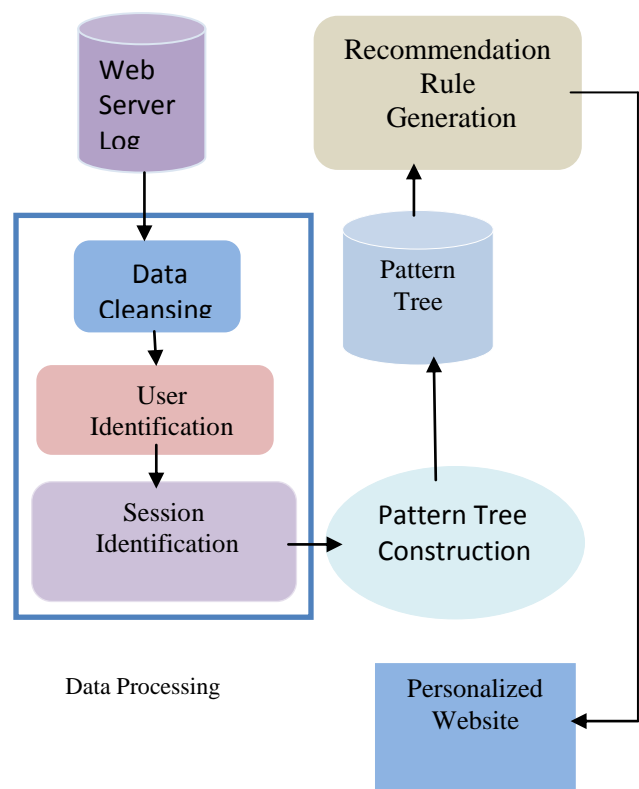 Web
Server
Log
Data
Cleansing
User
Identification
Session
Identification
Data Processing
Recommendation
Rule
Generation
Pattern
Tree
Pattern Tree
Construction
Personalized
Website